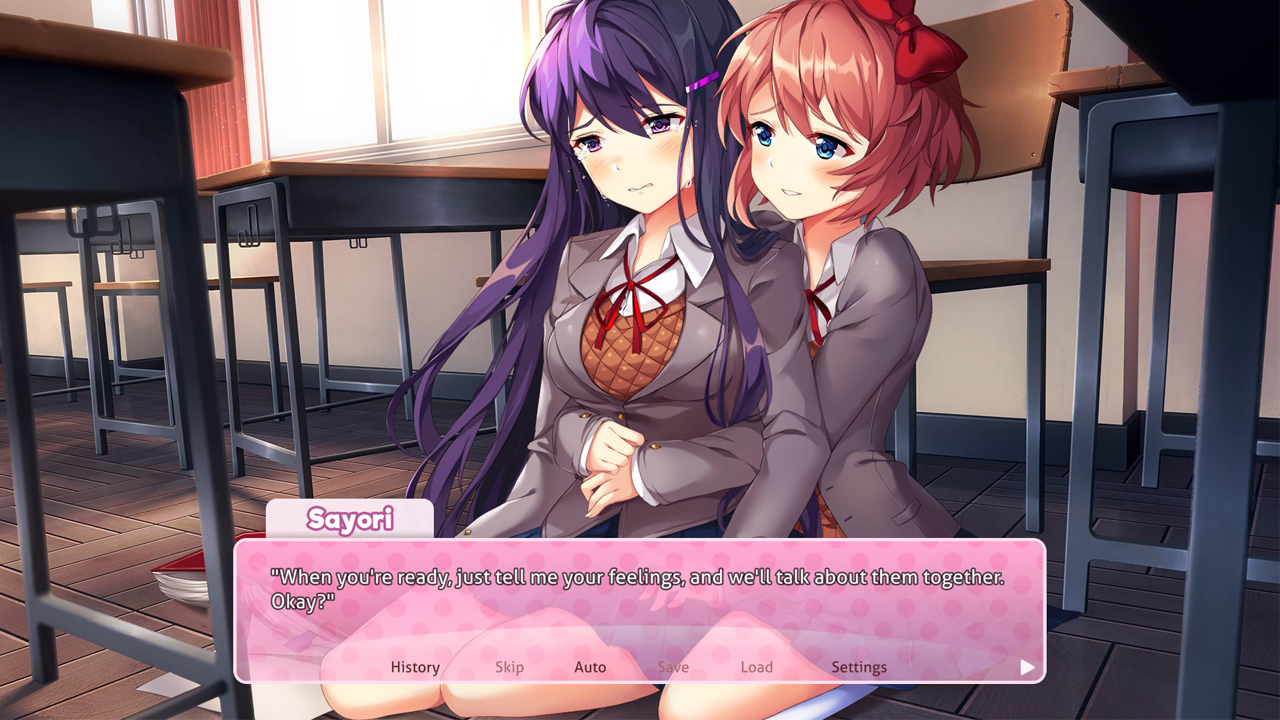 Sayori
"When you're ready, just tell me your feelings, and we'll talk about them together.
Okay?"
History Skip Auto Save Load Settings